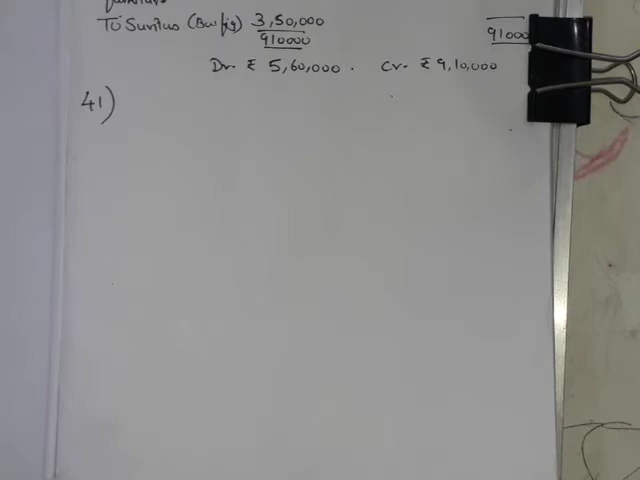 To Surplus (Bal fig) 3,50,000
910000 91000
Dr. ₹ 5,60,000. Cr. ₹ 9,10,000
41)